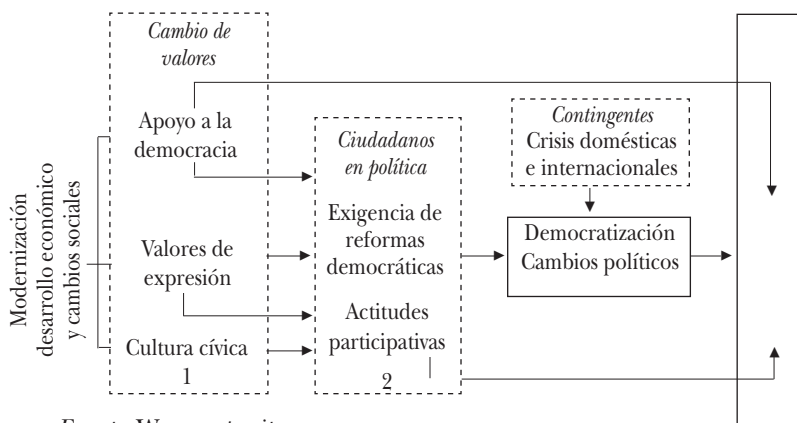 Modernización
desarrollo económico
y cambios sociales
Cambio de
valores
Apoyo a la
democracia
Valores de
expresión
Cultura cívica
1
Ciudadanos
en política
Exigencia de
reformas
democráticas
Actitudes
participativas
2
Contingentes
Crisis domésticas
e internacionales
Democratización
Cambios políticos